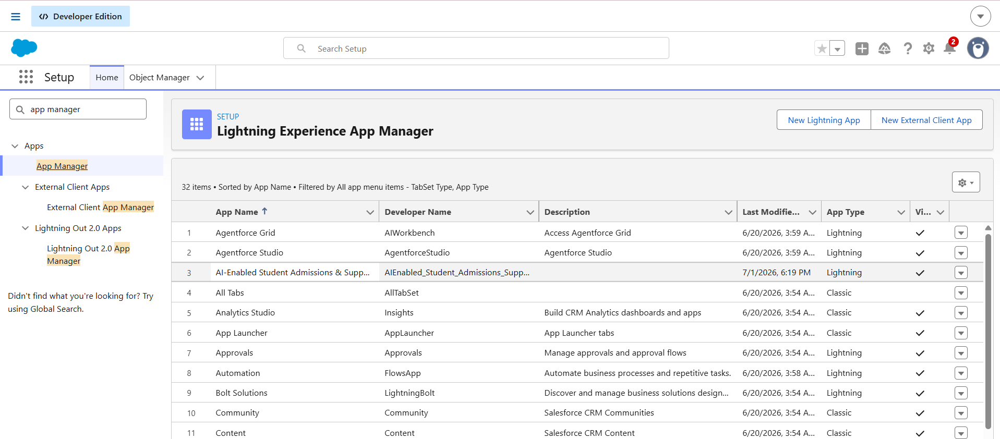 Developer Edition
Search Setup
2
Setup
Home
Object Manager
app manager
Apps
App Manager
External Client Apps
External Client App Manager
Lightning Out 2.0 Apps
Lightning Out 2.0 App
Manager
Didn't find what you're looking for? Try
using Global Search.
SETUP
Lightning Experience App Manager
New Lightning App
New External Client App
32 items • Sorted by App Name • Filtered by All app menu items - TabSet Type, App Type
App Name Developer Name Description Last Modifie... App Type Vi...
1 Agentforce Grid AIWorkbench Access Agentforce Grid 6/20/2026, 3:59 A... Lightning
2 Agentforce Studio AgentforceStudio Agentforce Studio 6/20/2026, 3:59 A... Lightning
3 AI-Enabled Student Admissions & Supp... AIEnabled_Student_Admissions_Supp... 7/1/2026, 6:19 PM Lightning
4 All Tabs AllTabSet 6/20/2026, 3:54 A... Classic
5 Analytics Studio Insights Build CRM Analytics dashboards and apps 6/20/2026, 3:54 A... Classic
6 App Launcher AppLauncher App Launcher tabs 6/20/2026, 3:54 A... Classic
7 Approvals Approvals Manage approvals and approval flows 6/20/2026, 3:54 A... Lightning
8 Automation FlowsApp Automate business processes and repetitive tasks. 6/20/2026, 3:58 A... Lightning
9 Bolt Solutions LightningBolt Discover and manage business solutions design... 6/20/2026, 3:54 A... Lightning
10 Community Community Salesforce CRM Communities 6/20/2026, 3:54 A... Classic
11 Content Content Salesforce CRM Content 6/20/2026, 3:54 A... Classic